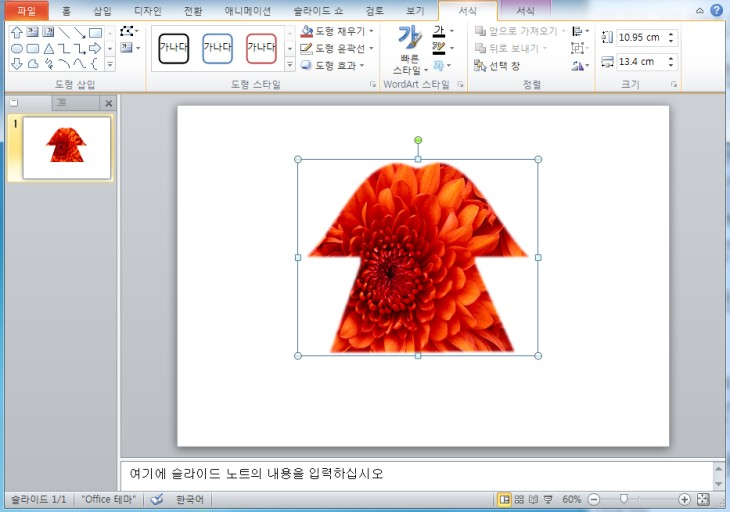 파일 홈 삽입 디자인 전환 애니메이션 슬라이드 쇼 검토 보기 서식 서식
가나다 가나다 가나다 도형 채우기 가 가 앞으로 가져오기 10.95 cm
도형 윤곽선 빠른 스타일 가 뒤로 보내기 13.4 cm
도형 효과 선택 창
도형 삽입 도형 스타일 WordArt 스타일 정렬 크기
1
여기에 슬라이드 노트의 내용을 입력하십시오
슬라이드 1/1 "Office 테마" 한국어 60%